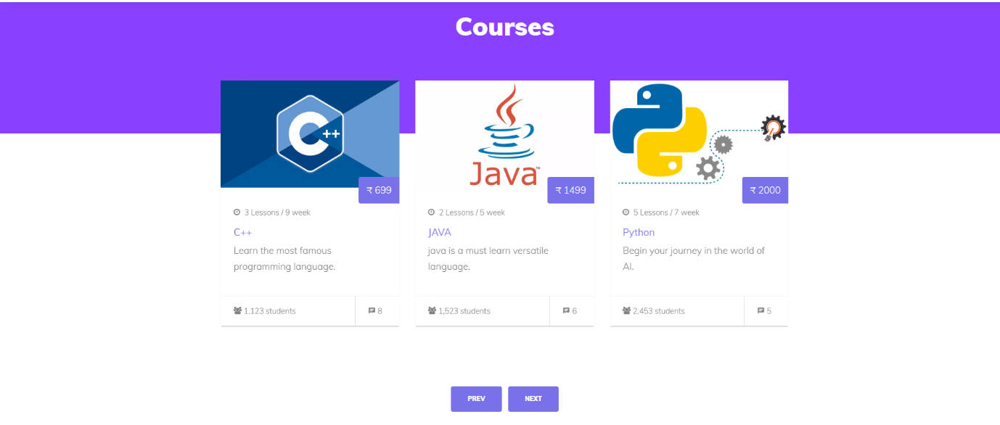 Courses
C++
Java™
₹ 699
₹ 1499
₹ 2000
3 Lessons / 9 week
2 Lessons / 5 week
5 Lessons / 7 week
C++
JAVA
Python
Learn the most famous
programming language.
java is a must learn versatile
language.
Begin your journey in the world of
AI.
1,123 students
8
1,523 students
6
2,453 students
5
PREV
NEXT